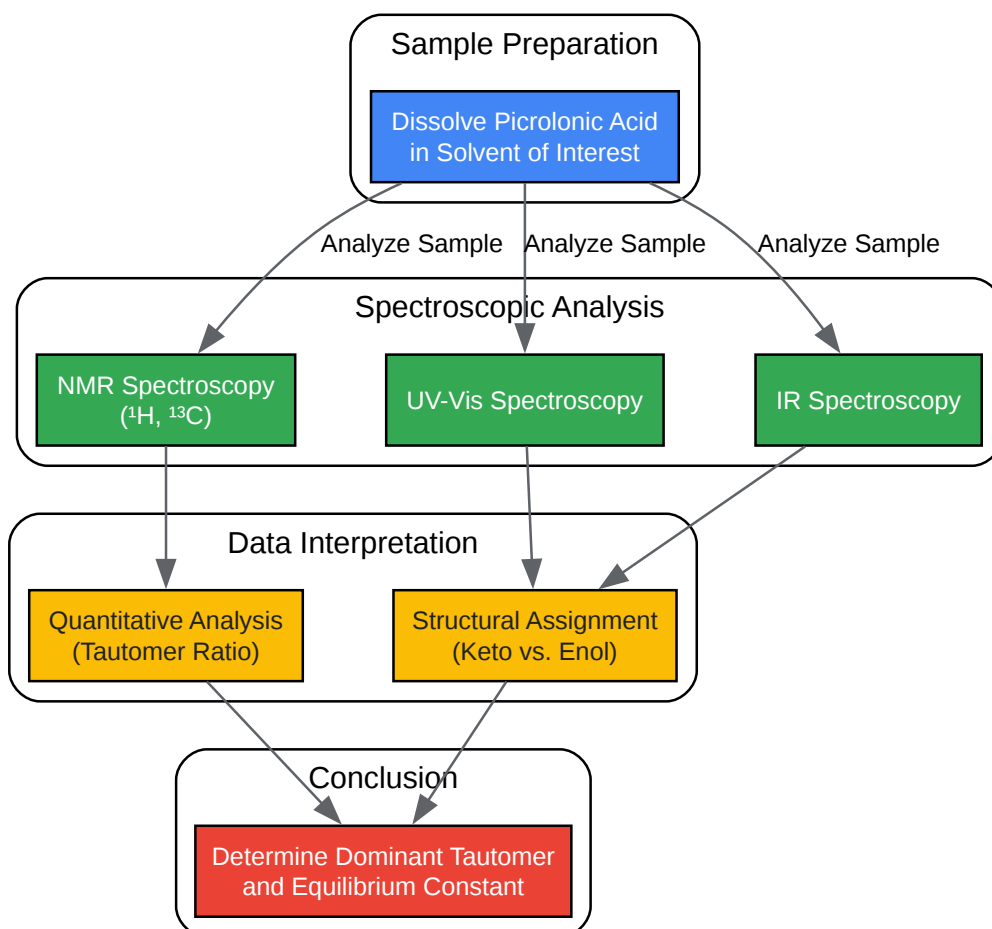 Sample Preparation
Dissolve Picrolonic Acid
in Solvent of Interest
Analyze Sample
Analyze Sample
Analyze Sample
Spectroscopic Analysis
NMR Spectroscopy
(¹H, ¹³C)
UV-Vis Spectroscopy
IR Spectroscopy
Data Interpretation
Quantitative Analysis
(Tautomer Ratio)
Structural Assignment
(Keto vs. Enol)
Conclusion
Determine Dominant Tautomer
and Equilibrium Constant